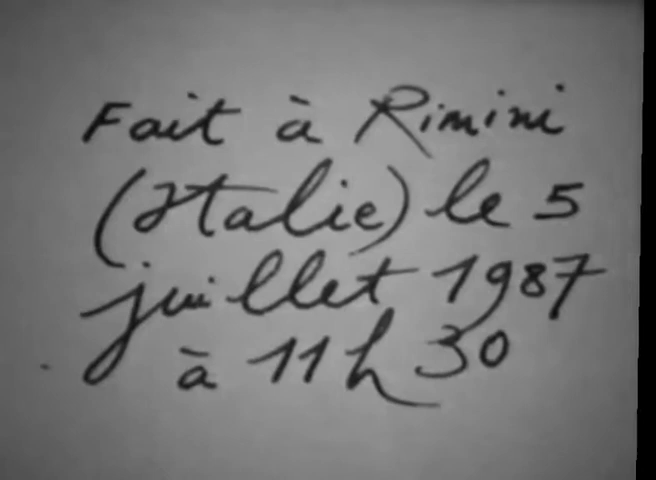 Fait à Rimini
(Italie) le 5
juillet 1987
à 11h30